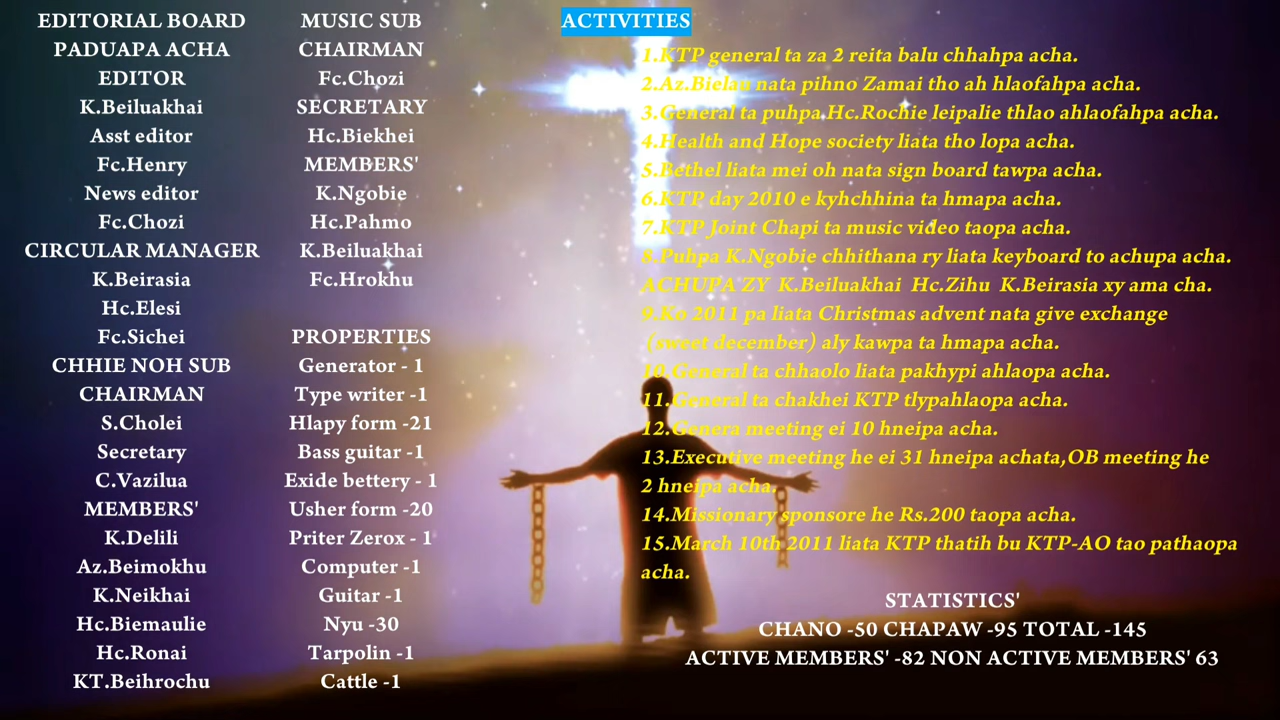 EDITORIAL BOARD
PADUAPA ACHA
EDITOR
K.Beiluakhai
Asst editor
Fc.Henry
News editor
Fc.Chozi
CIRCULAR MANAGER
K.Beirasia
Hc.Elesi
Fc.Sichei
CHHIE NOH SUB
CHAIRMAN
S.Cholei
Secretary
C.Vazilua
MEMBERS'
K.Delili
Az.Beimokhu
K.Neikhai
Hc.Biemaulie
Hc.Ronai
KT.Beihrochu
MUSIC SUB
CHAIRMAN
Fc.Chozi
SECRETARY
Hc.Biekhei
MEMBERS'
K.Ngobie
Hc.Pahmo
K.Beiluakhai
Fc.Hrokhu
PROPERTIES
Generator - 1
Type writer -1
Hlapy form -21
Bass guitar -1
Exide bettery - 1
Usher form -20
Priter Zerox - 1
Computer -1
Guitar -1
Nyu -30
Tarpolin -1
Cattle -1
ACTIVITIES
1.KTP general ta za 2 reita balu chhahpa acha.
2.Az.Bielau nata pihno Zamai tho ah hlaofahpa acha.
3.General ta puhpa,Hc.Rochie leipalie thlao ahlaofahpa acha.
4.Health and Hope society liata tho lopa acha.
5.Bethel liata mei oh nata sign board tawpa acha.
6.KTP day 2010 e kyhchhina ta hmapa acha.
7.KTP Joint Chapi ta music video taopa acha.
8.Puhpa K.Ngobie chhithana ry liata keyboard to achupa acha.
ACHUPA ZY K.Beiluakhai Hc.Zihu K.Beirasia xy ama cha.
9.Ko 2011 pa liata Christmas advent nata give exchange
(sweet december) aly kawpa ta hmapa acha.
10.General ta chhaolo liata pakhypi ahlaopa acha.
11.General ta chakhei KTP tlypahlaopa acha.
12.Genera meeting ei 10 hneipa acha.
13.Executive meeting he ei 31 hneipa achata,OB meeting he
2 hneipa acha.
14.Missionary sponsore he Rs.200 taopa acha.
15.March 10th 2011 liata KTP thatih bu KTP-AO tao pathaopa
acha.
STATISTICS'
CHANO -50 CHAPAW -95 TOTAL -145
ACTIVE MEMBERS' -82 NON ACTIVE MEMBERS' 63